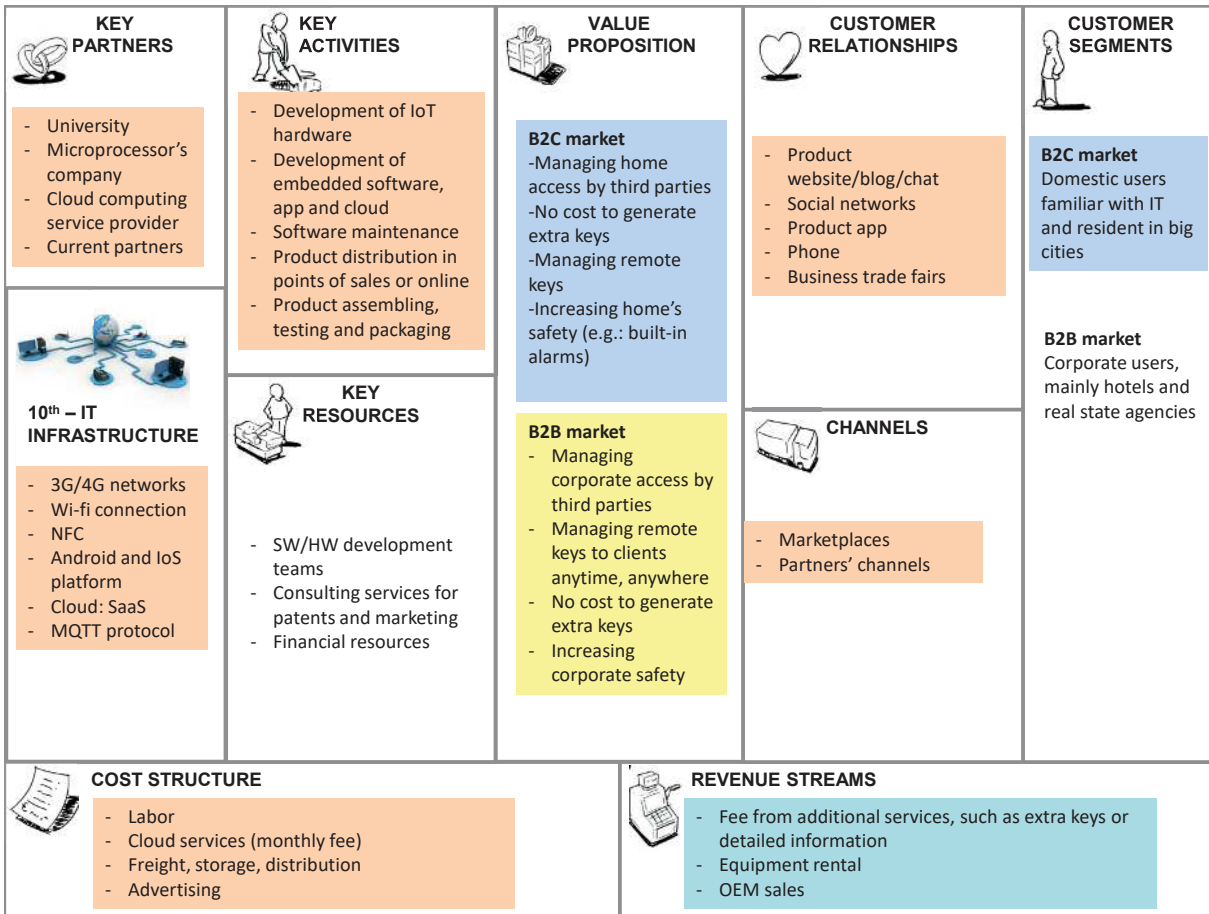 KEY
PARTNERS
- University
- Microprocessor's
company
- Cloud computing
service provider
- Current partners
10th – IT
INFRASTRUCTURE
- 3G/4G networks
- Wi-fi connection
- NFC
- Android and IoS
platform
- Cloud: SaaS
- MQTT protocol
KEY
ACTIVITIES
- Development of IoT
hardware
- Development of
embedded software,
app and cloud
- Software maintenance
- Product distribution in
points of sales or online
- Product assembling,
testing and packaging
KEY
RESOURCES
- SW/HW development
teams
- Consulting services for
patents and marketing
- Financial resources
VALUE
PROPOSITION
B2C market
-Managing home
access by third parties
-No cost to generate
extra keys
-Managing remote
keys
-Increasing home's
safety (e.g.: built-in
alarms)
B2B market
- Managing
corporate access by
third parties
- Managing remote
keys to clients
anytime, anywhere
- No cost to generate
extra keys
- Increasing
corporate safety
CUSTOMER
RELATIONSHIPS
- Product
website/blog/chat
- Social networks
- Product app
- Phone
- Business trade fairs
CHANNELS
- Marketplaces
- Partners' channels
CUSTOMER
SEGMENTS
B2C market
Domestic users
familiar with IT
and resident in big
cities
B2B market
Corporate users,
mainly hotels and
real state agencies
COST STRUCTURE
- Labor
- Cloud services (monthly fee)
- Freight, storage, distribution
- Advertising
REVENUE STREAMS
- Fee from additional services, such as extra keys or
detailed information
- Equipment rental
- OEM sales